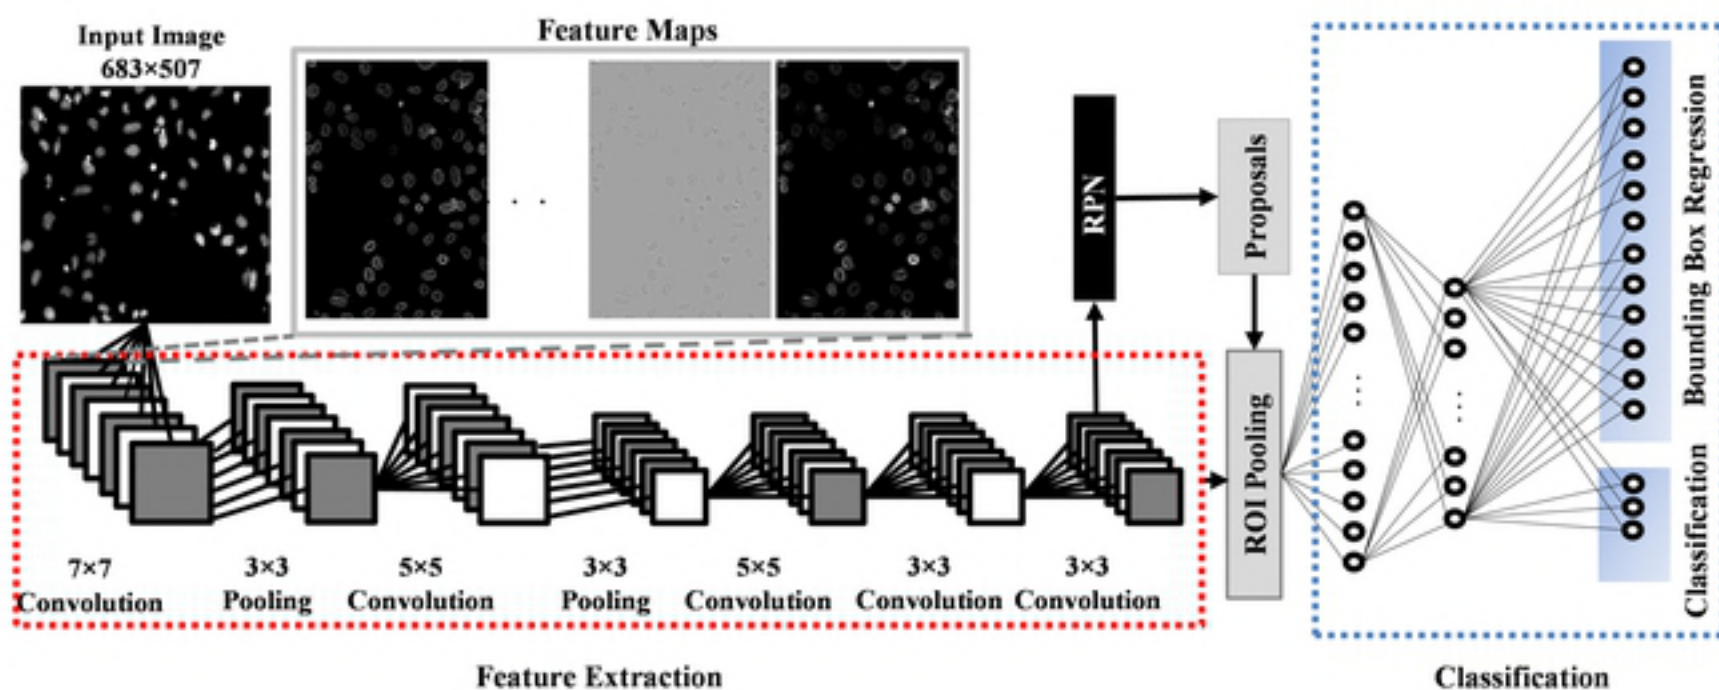 Input Image
683×507
Feature Maps
. . .
RPN
Proposals
ROI Pooling
Bounding Box Regression
Classification
7×7
Convolution
3×3
Pooling
5×5
Convolution
3×3
Pooling
5×5
Convolution
3×3
Convolution
3×3
Convolution
Feature Extraction
Classification